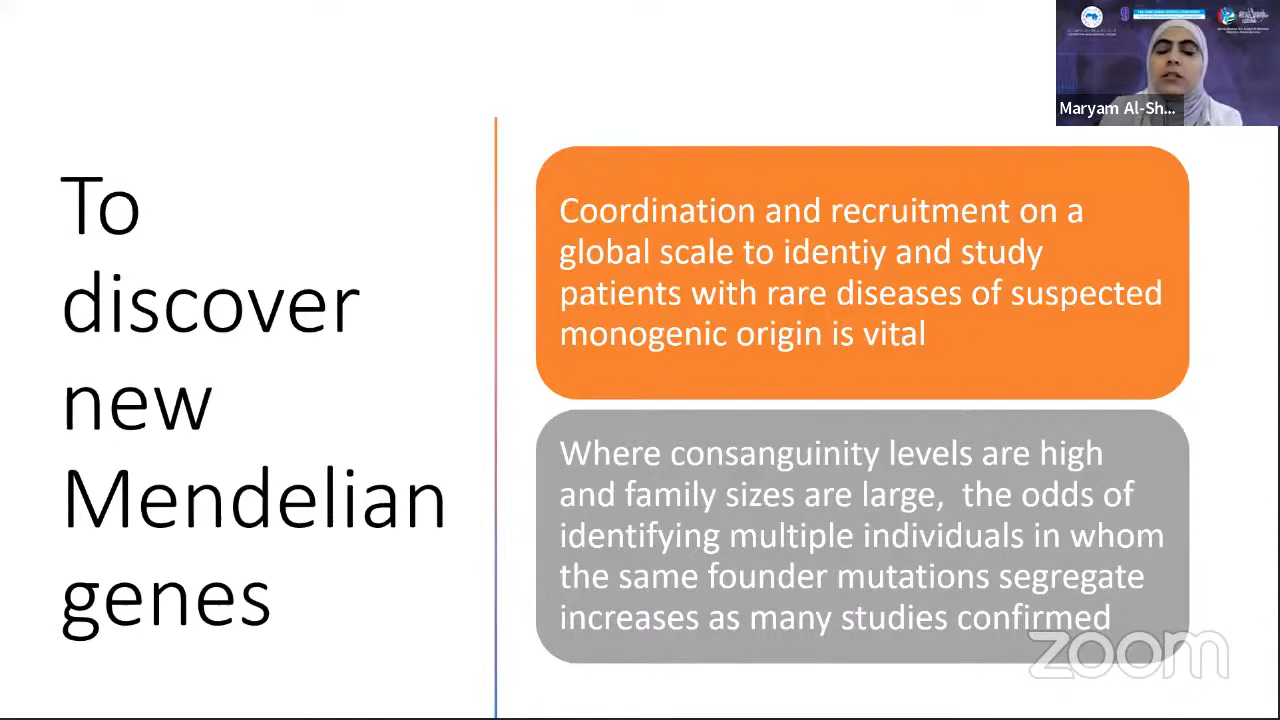 To
discover
new
Mendelian
genes
Coordination and recruitment on a
global scale to identiy and study
patients with rare diseases of suspected
monogenic origin is vital
Where consanguinity levels are high
and family sizes are large,  the odds of
identifying multiple individuals in whom
the same founder mutations segregate
increases as many studies confirmed
Maryam Al-Sh...
zoom